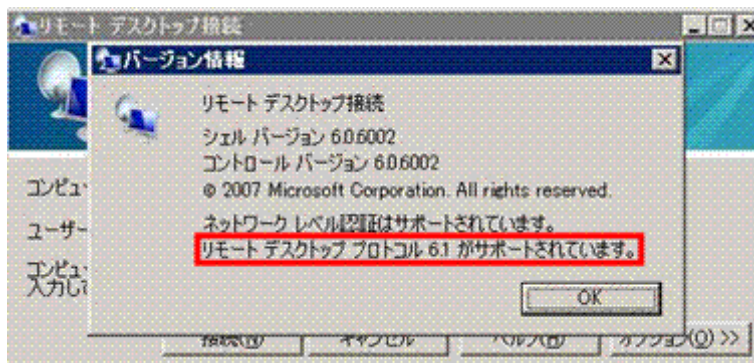 リモート デスクトップ接続
バージョン情報
リモート デスクトップ接続
シェル バージョン 6.0.6002
コントロール バージョン 6.0.6002
© 2007 Microsoft Corporation. All rights reserved.
ネットワーク レベル認証はサポートされています。
リモート デスクトップ プロトコル 6.1 がサポートされています。
コンピュ
ユーザー
コンピュ
入力して
OK
接続(N) キャンセル ヘルプ(H) オプション(O) >>